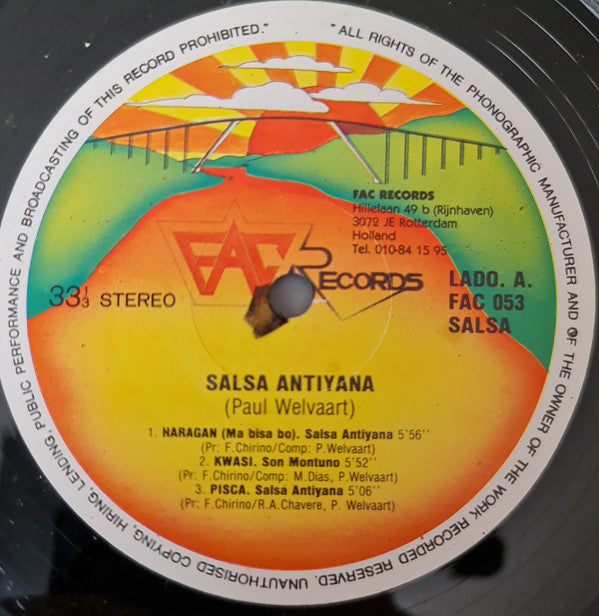 "ALL RIGHTS OF THE PHONOGRAPHIC MANUFACTURER AND OF THE OWNER OF THE WORK RECORDED RESERVED. UNAUTHORISED COPYING, HIRING, LENDING, PUBLIC PERFORMANCE AND BROADCASTING OF THIS RECORD PROHIBITED."
FAC RECORDS
Hillelaan 49 b (Rijnhaven)
3072 JE Rotterdam
Holland
Tel. 010-84 15 95
FAC RECORDS
33 1/3 STEREO
LADO. A.
FAC 053
SALSA
SALSA ANTIYANA
(Paul Welvaart)
1. HARAGAN (Ma bisa bo). Salsa Antiyana 5'56''
(Pr: F.Chirino/Comp: P.Welvaart)
2. KWASI. Son Montuno 5'52''
(Pr: F.Chirino/Comp: M.Dias, P.Welvaart)
3. PISCA. Salsa Antiyana 5'06''
(Pr: F.Chirino/R.A.Chavere, P. Welvaart)